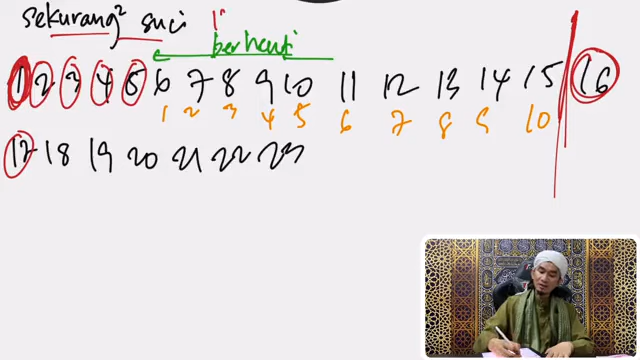 sekurang² suci
berhenti
1 2 3 4 5 6 7 8 9 10 11 12 13 14 15 16
1 2 3 4 5 6 7 8 9 10
17 18 19 20 21 22 23